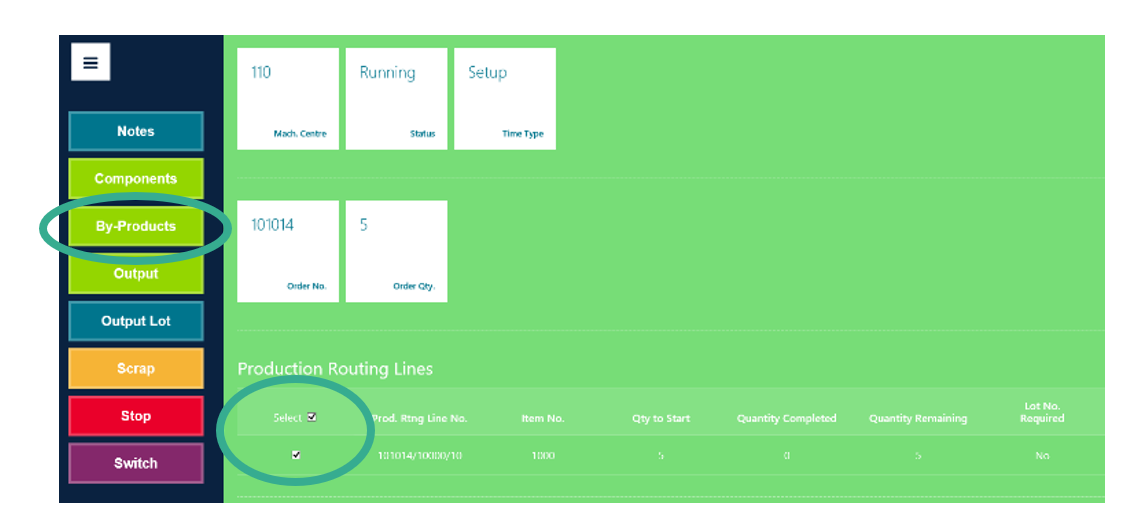 Notes
Components
By-Products
Output
Output Lot
Scrap
Stop
Switch
110
Mach. Centre
Running
Status
Setup
Time Type
101014
Order No.
5
Order Qty.
Production Routing Lines
Select Prod. Rtng Line No. Item No. Qty to Start Quantity Completed Quantity Remaining Lot No.
Required
101014/10000/10 1000 5 0 5 No